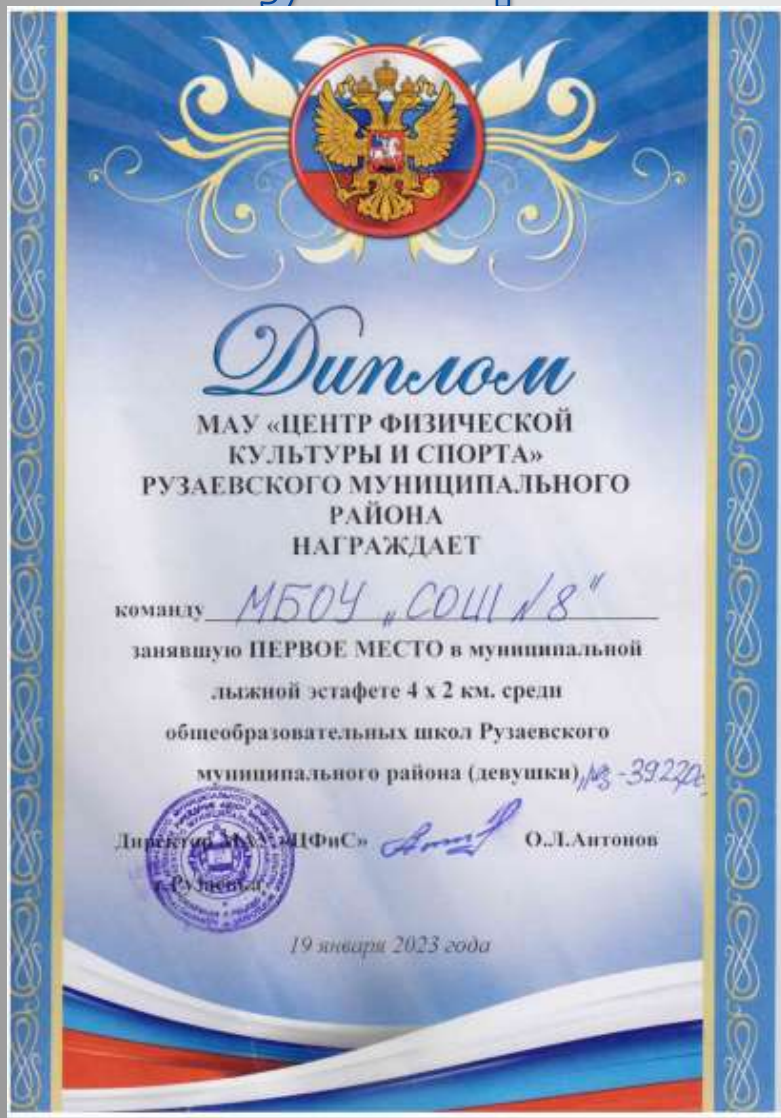 Диплом
МАУ «ЦЕНТР ФИЗИЧЕСКОЙ
КУЛЬТУРЫ И СПОРТА»
РУЗАЕВСКОГО МУНИЦИПАЛЬНОГО
РАЙОНА
НАГРАЖДАЕТ
команду МБОУ „СОШ №8"
занявшую ПЕРВОЕ МЕСТО в муниципальной
лыжной эстафете 4 х 2 км. среди
общеобразовательных школ Рузаевского
муниципального района (девушки)
Директор МАУ «ЦФиС» О.Л.Антонов
г.Рузаевка
19 января 2023 года